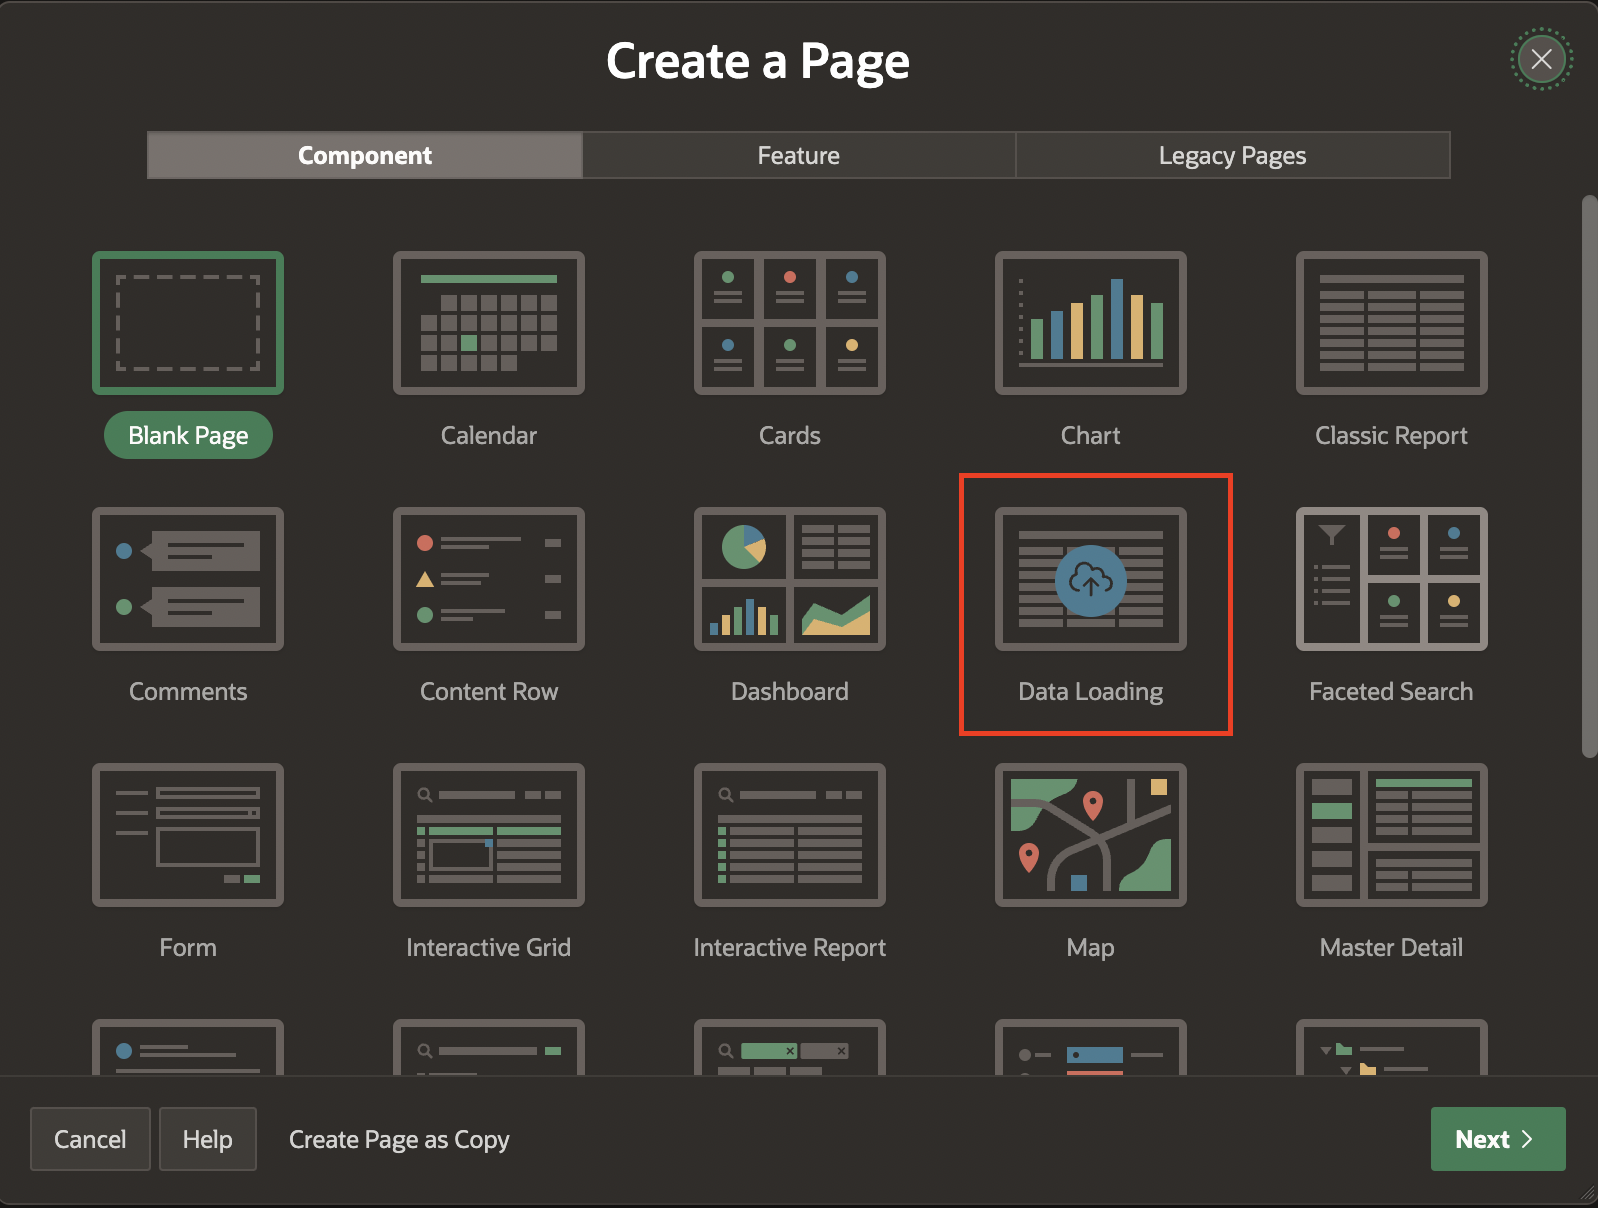 Create a Page
Component
Feature
Legacy Pages
Blank Page
Calendar
Cards
Chart
Classic Report
Comments
Content Row
Dashboard
Data Loading
Faceted Search
Form
Interactive Grid
Interactive Report
Map
Master Detail
Cancel
Help
Create Page as Copy
Next